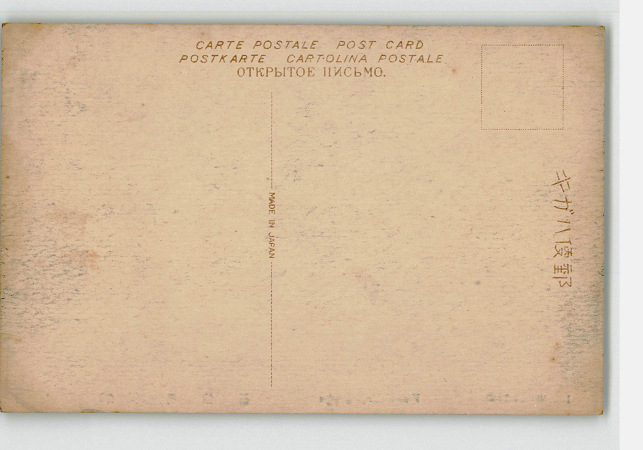 CARTE POSTALE POST CARD
POSTKARTE CARTOLINA POSTALE
ОТКРЫТОЕ ПИСЬМО.
MADE IN JAPAN
キガハ便郵